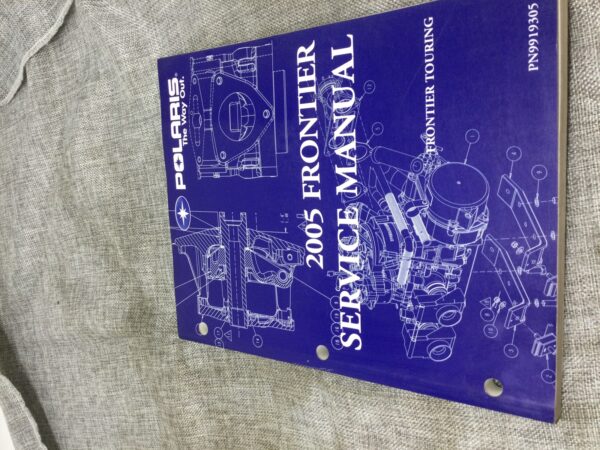 POLARIS®
The Way Out.
2005 FRONTIER
SERVICE MANUAL
FRONTIER TOURING
PN9919305